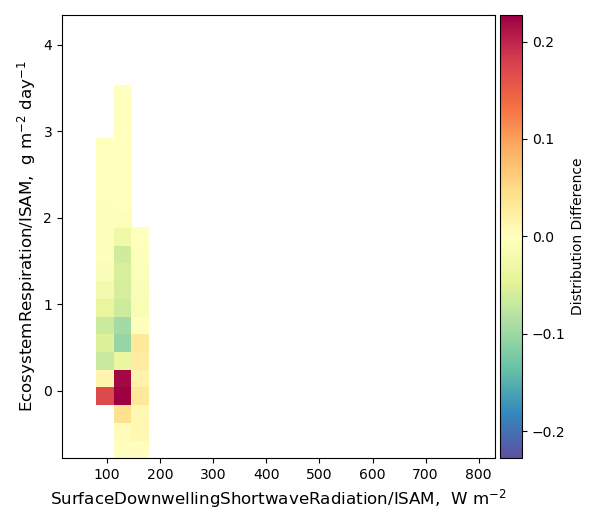 EcosystemRespiration/ISAM,  g m⁻² day⁻¹
4
3
2
1
0
100 200 300 400 500 600 700 800
SurfaceDownwellingShortwaveRadiation/ISAM,  W m⁻²
0.2
0.1
0.0
−0.1
−0.2
Distribution Difference